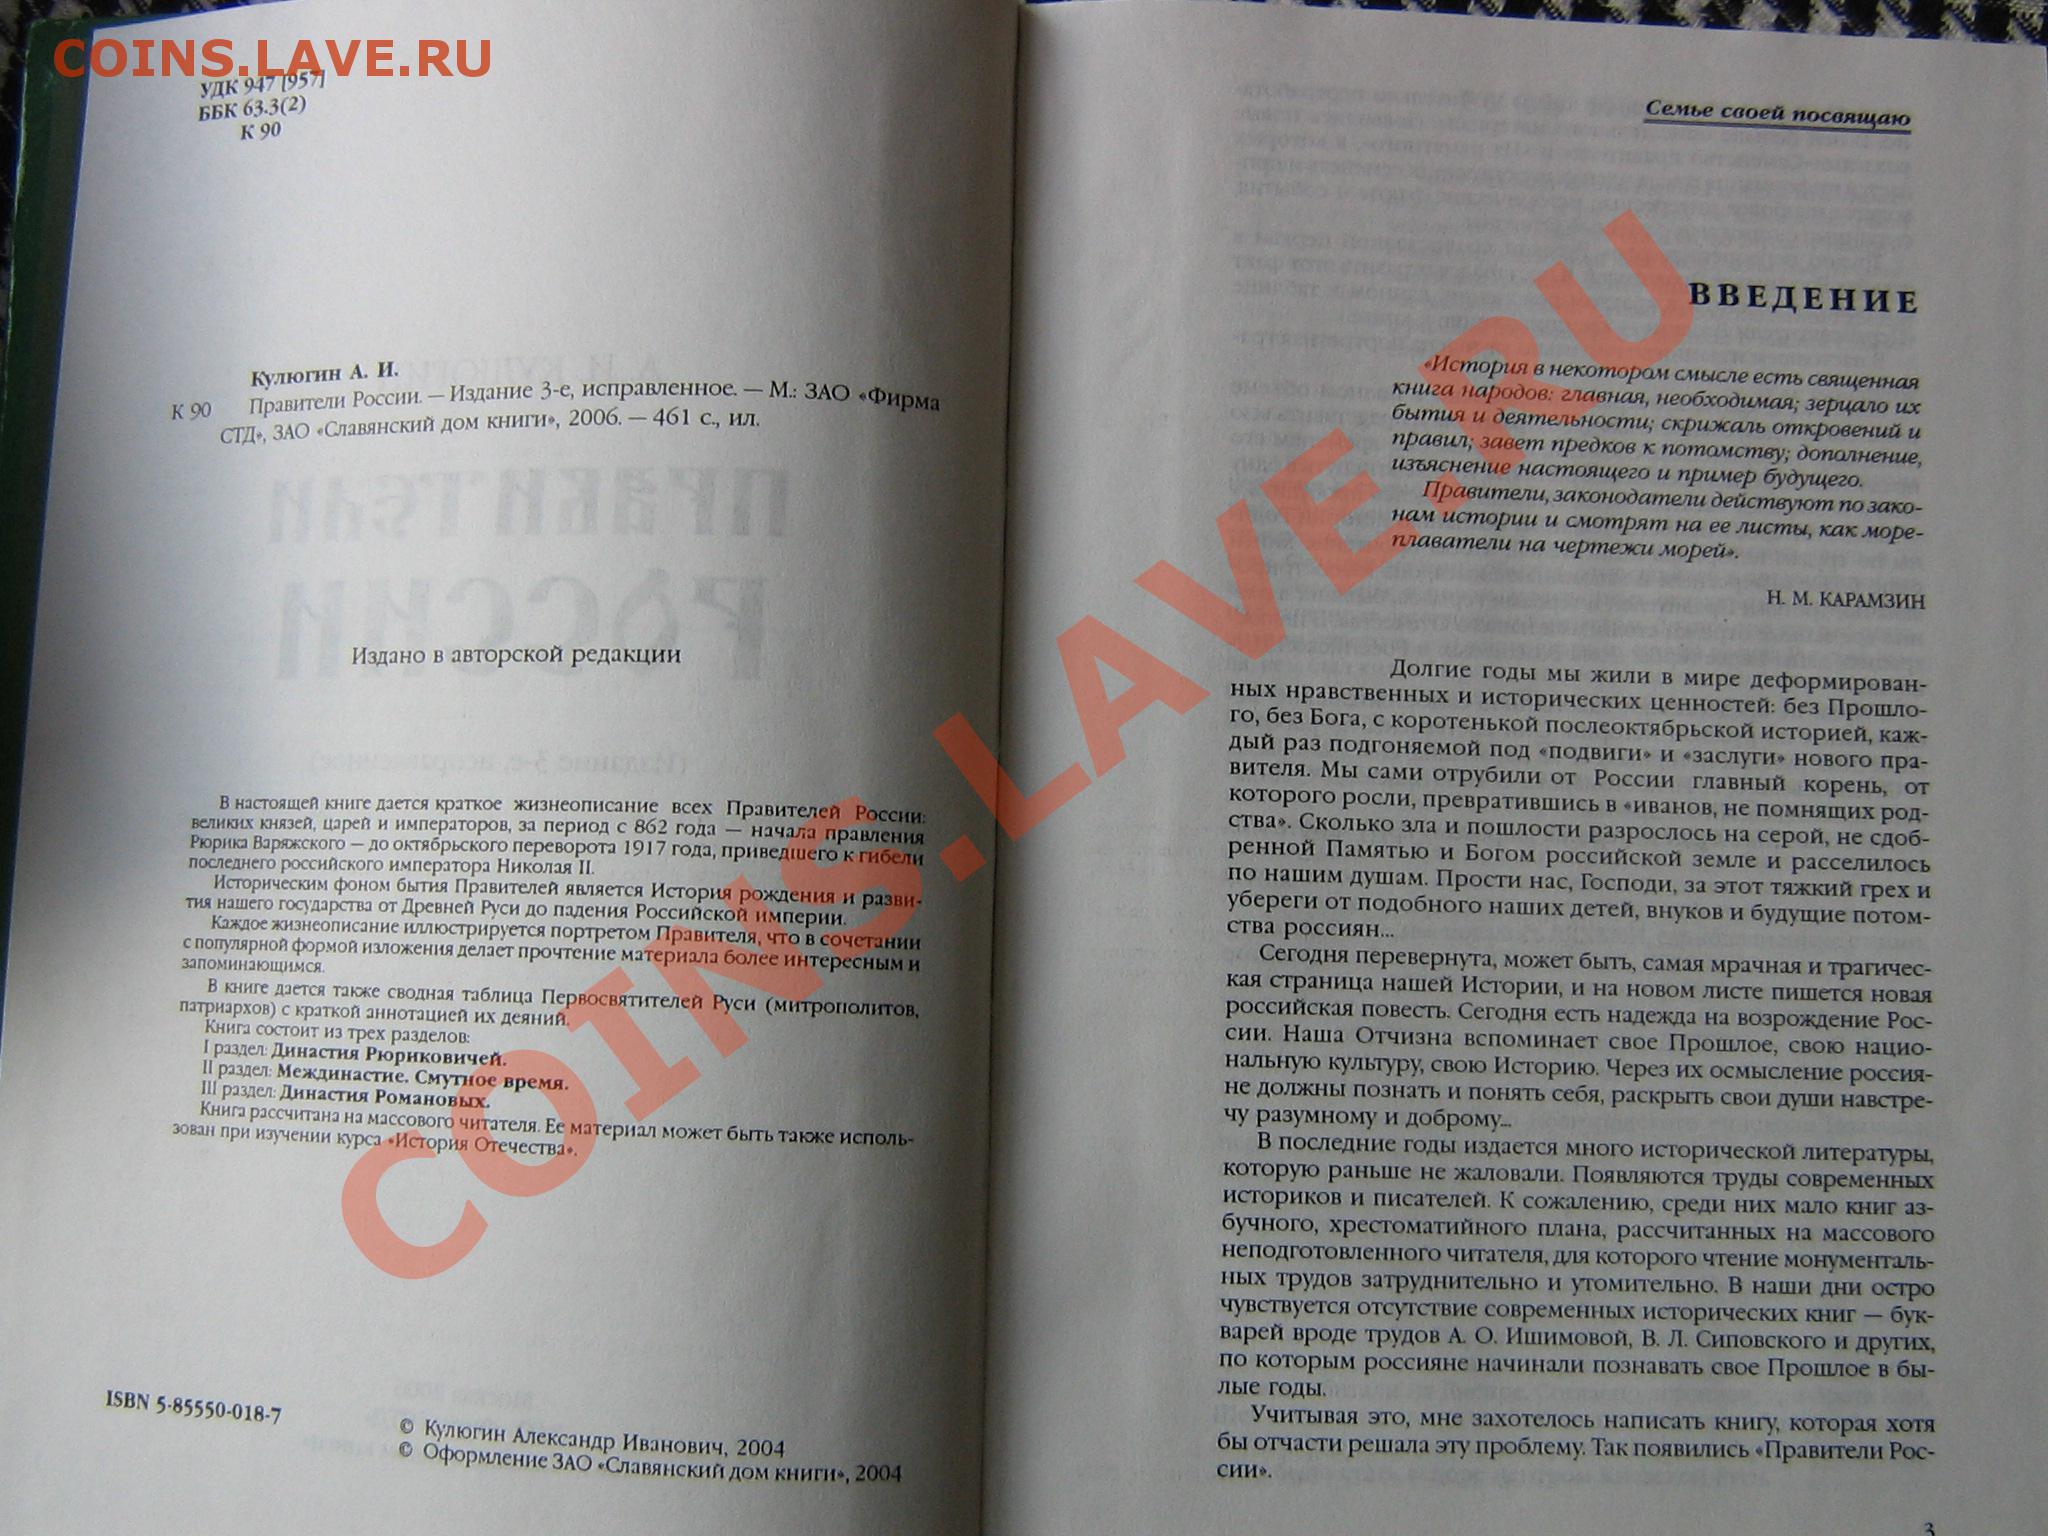 COINS.LAVE.RU
УДК 947 [957]
ББК 63.3(2)
К 90
Кулюгин А. И.
К 90 Правители России. — Издание 3-е, исправленное. — М.: ЗАО «Фирма
СТД», ЗАО «Славянский дом книги», 2006. — 461 с., ил.
Издано в авторской редакции
В настоящей книге дается краткое жизнеописание всех Правителей России:
великих князей, царей и императоров, за период с 862 года — начала правления
Рюрика Варяжского — до октябрьского переворота 1917 года, приведшего к гибели
последнего российского императора Николая II.
Историческим фоном бытия Правителей является История рождения и разви-
тия нашего государства от Древней Руси до падения Российской империи.
Каждое жизнеописание иллюстрируется портретом Правителя, что в сочетании
с популярной формой изложения делает прочтение материала более интересным и
запоминающимся.
В книге дается также сводная таблица Первосвятителей Руси (митрополитов,
патриархов) с краткой аннотацией их деяний.
Книга состоит из трех разделов:
I раздел: Династия Рюриковичей.
II раздел: Междинастие. Смутное время.
III раздел: Династия Романовых.
Книга рассчитана на массового читателя. Ее материал может быть также исполь-
зован при изучении курса «История Отечества».
ISBN 5-85550-018-7
© Кулюгин Александр Иванович, 2004
© Оформление ЗАО «Славянский дом книги», 2004
Семье своей посвящаю
ВВЕДЕНИЕ
«История в некотором смысле есть священная
книга народов: главная, необходимая; зерцало их
бытия и деятельности; скрижаль откровений и
правил; завет предков к потомству; дополнение,
изъяснение настоящего и пример будущего.
Правители, законодатели действуют по зако-
нам истории и смотрят на ее листы, как море-
плаватели на чертежи морей».
Н. М. КАРАМЗИН
Долгие годы мы жили в мире деформирован-
ных нравственных и исторических ценностей: без Прошло-
го, без Бога, с коротенькой послеоктябрьской историей, каж-
дый раз подгоняемой под «подвиги» и «заслуги» нового пра-
вителя. Мы сами отрубили от России главный корень, от
которого росли, превратившись в «иванов, не помнящих род-
ства». Сколько зла и пошлости разрослось на серой, не сдоб-
ренной Памятью и Богом российской земле и расселилось
по нашим душам. Прости нас, Господи, за этот тяжкий грех и
убереги от подобного наших детей, внуков и будущие потом-
ства россиян...
Сегодня перевернута, может быть, самая мрачная и трагичес-
кая страница нашей Истории, и на новом листе пишется новая
российская повесть. Сегодня есть надежда на возрождение Рос-
сии. Наша Отчизна вспоминает свое Прошлое, свою нацио-
нальную культуру, свою Историю. Через их осмысление россия-
не должны познать и понять себя, раскрыть свои души навстре-
чу разумному и доброму...
В последние годы издается много исторической литературы,
которую раньше не жаловали. Появляются труды современных
историков и писателей. К сожалению, среди них мало книг аз-
бучного, хрестоматийного плана, рассчитанных на массового
неподготовленного читателя, для которого чтение монументаль-
ных трудов затруднительно и утомительно. В наши дни остро
чувствуется отсутствие современных исторических книг — бук-
варей вроде трудов А. О. Ишимовой, В. Л. Сиповского и других,
по которым россияне начинали познавать свое Прошлое в бы-
лые годы.
Учитывая это, мне захотелось написать книгу, которая хотя
бы отчасти решала эту проблему. Так появились «Правители Рос-
сии».
3
COINS.LAVE.RU